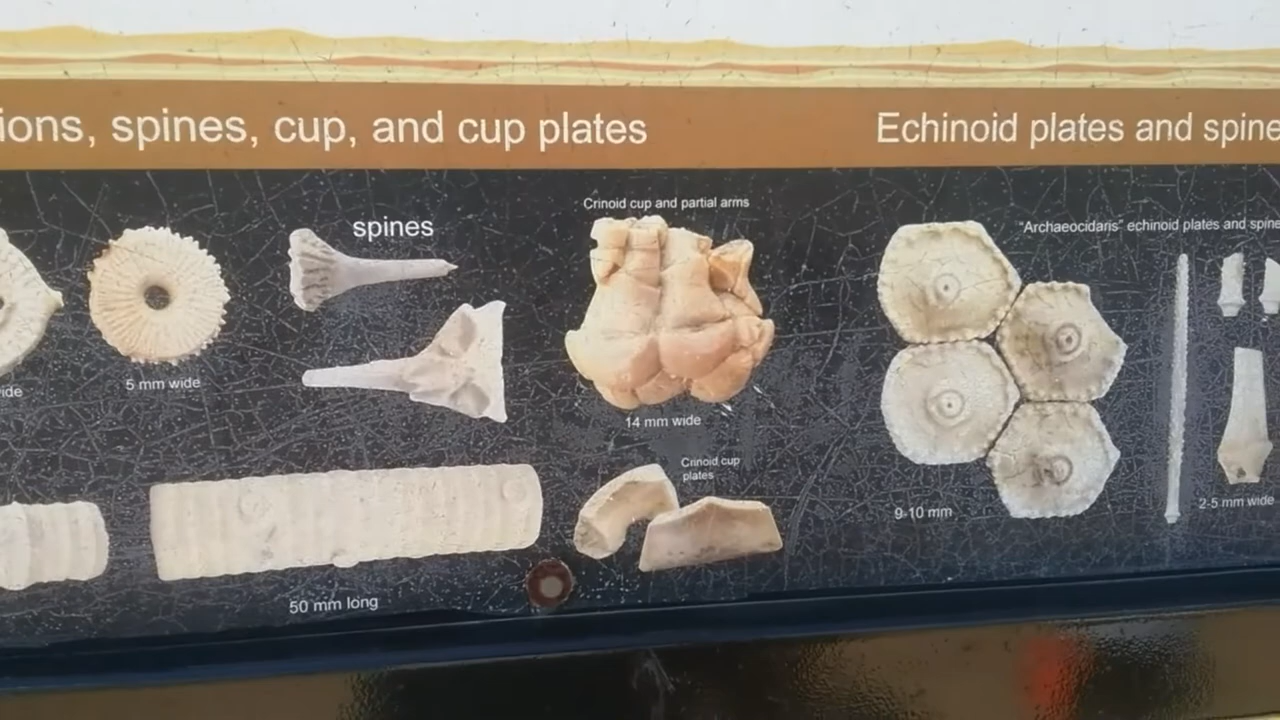 ions, spines, cup, and cup plates
Echinoid plates and spine
spines
Crinoid cup and partial arms
"Archaeocidaris" echinoid plates and spine
ide
5 mm wide
14 mm wide
Crinoid cup
plates
9-10 mm
2-5 mm wide
50 mm long